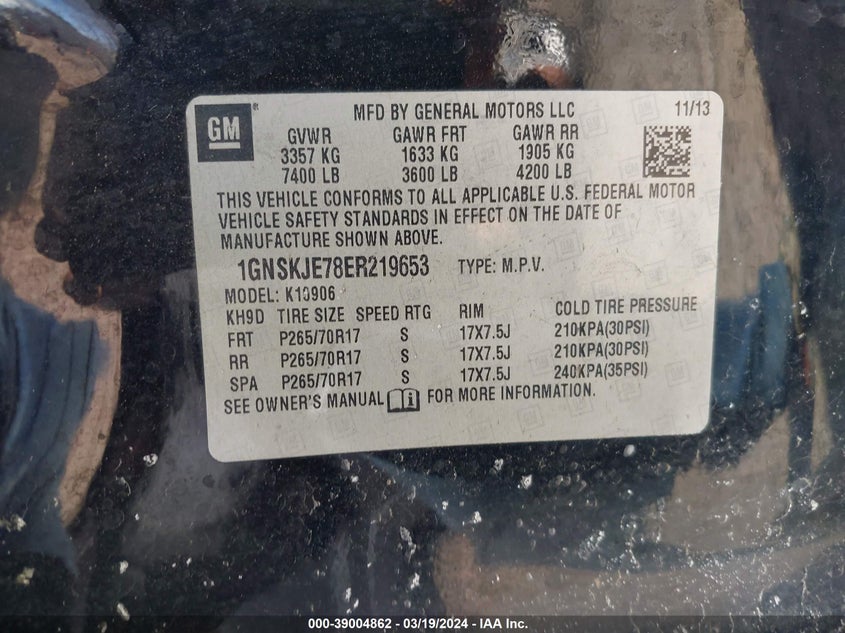 GM
MFD BY GENERAL MOTORS LLC 11/13
GVWR GAWR FRT GAWR RR
3357 KG 1633 KG 1905 KG
7400 LB 3600 LB 4200 LB
THIS VEHICLE CONFORMS TO ALL APPLICABLE U.S. FEDERAL MOTOR
VEHICLE SAFETY STANDARDS IN EFFECT ON THE DATE OF
MANUFACTURE SHOWN ABOVE.
1GNSKJE78ER219653 TYPE: M.P.V.
MODEL: K10906
KH9D TIRE SIZE SPEED RTG RIM COLD TIRE PRESSURE
FRT P265/70R17 S 17X7.5J 210KPA(30PSI)
RR P265/70R17 S 17X7.5J 210KPA(30PSI)
SPA P265/70R17 S 17X7.5J 240KPA(35PSI)
SEE OWNER'S MANUAL FOR MORE INFORMATION.
000-39004862 - 03/19/2024 - IAA Inc.